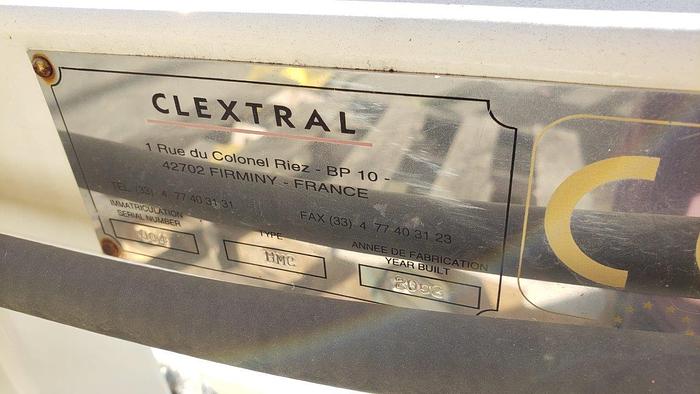 CLEXTRAL
1 Rue du Colonel Riez - BP 10 -
42702 FIRMINY - FRANCE
TEL (33) 4 77 40 31 31
FAX (33) 4 77 40 31 23
IMMATRICULATION
SERIAL NUMBER
TYPE
HMC
ANNEE DE FABRICATION
YEAR BUILT
C